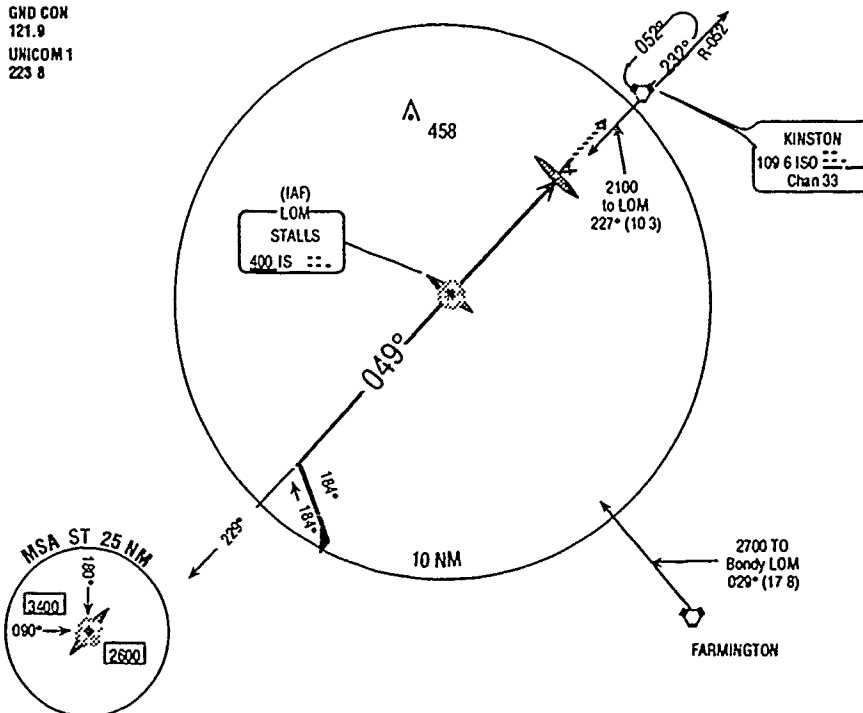 GND CON
121.9
UNICOM 1
223 8
052°
232°
R-052
458
KINSTON
109 6 ISO
Chan 33
2100
to LOM
227° (10 3)
(IAF)
LOM
STALLS
400 IS
049°
184°
184°
229°
10 NM
MSA ST 25 NM
180°
3400
090°
2600
2700 TO
Bondy LOM
029° (17 8)
FARMINGTON